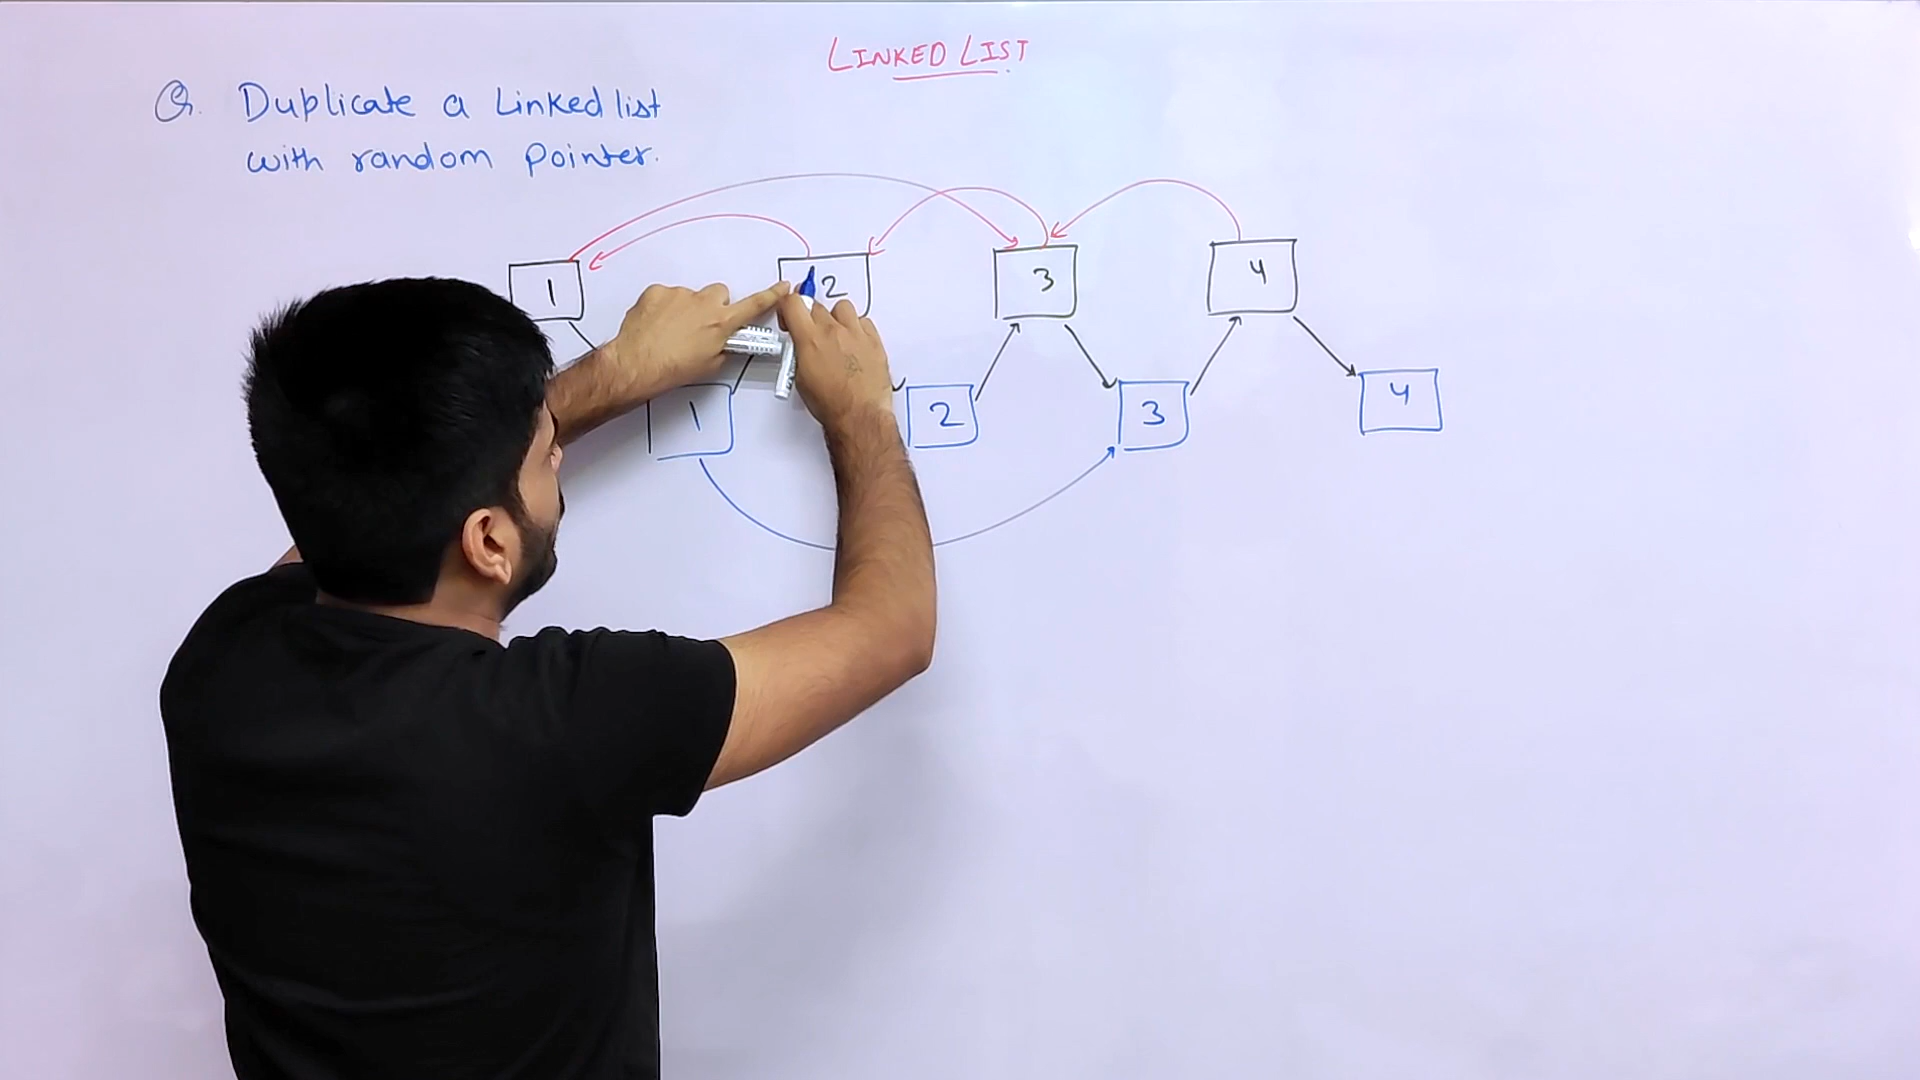 LINKED LIST
Q. Duplicate a Linked list
with random pointer.
1 2 3 4
1 2 3 4